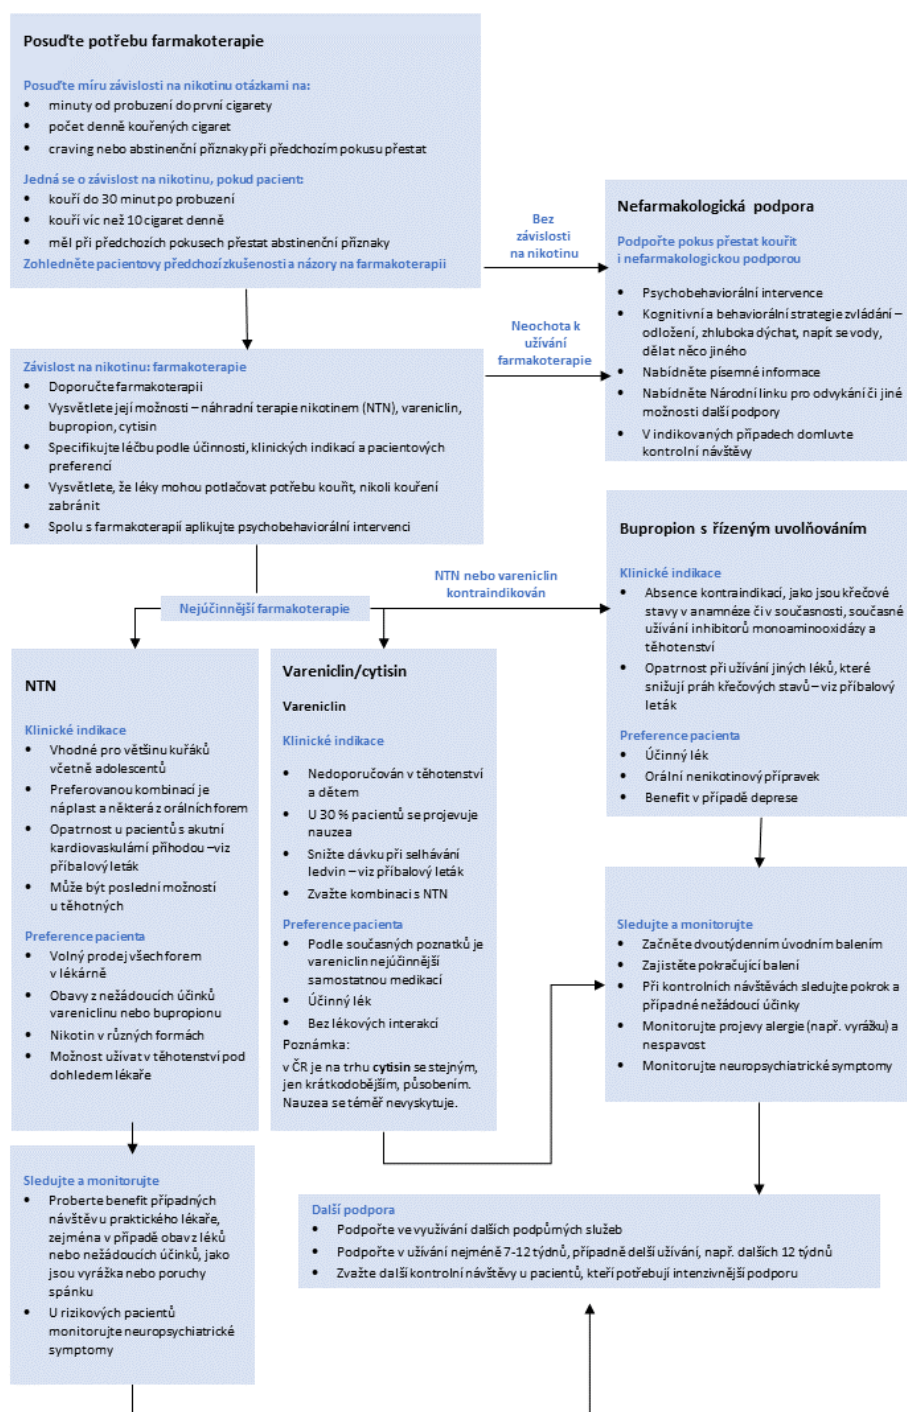 Posuďte potřebu farmakoterapie
Posuďte míru závislosti na nikotinu otázkami na:
• minuty od probuzení do první cigarety
• počet denně kouřených cigaret
• craving nebo abstinenční příznaky při předchozím pokusu přestat
Jedná se o závislost na nikotinu, pokud pacient:
• kouří do 30 minut po probuzení
• kouří víc než 10 cigaret denně
• měl při předchozích pokusech přestat abstinenční příznaky
Zohledněte pacientovy předchozí zkušenosti a názory na farmakoterapii
Bez
závislosti
na nikotinu
Nefarmakologická podpora
Podpořte pokus přestat kouřit
i nefarmakologickou podporou
• Psychobehaviorální intervence
• Kognitivní a behaviorální strategie zvládání –
odložení, zhluboka dýchat, napít se vody,
dělat něco jiného
• Nabídněte písemné informace
• Nabídněte Národní linku pro odvykání či jiné
možnosti další podpory
• V indikovaných případech domluvte
kontrolní návštěvy
Neochota k
užívání
farmakoterapie
Závislost na nikotinu: farmakoterapie
• Doporučte farmakoterapii
• Vysvětlete její možnosti – náhradní terapie nikotinem (NTN), vareniclin,
bupropion, cytisin
• Specifikujte léčbu podle účinnosti, klinických indikací a pacientových
preferencí
• Vysvětlete, že léky mohou potlačovat potřebu kouřit, nikoli kouření
zabránit
• Spolu s farmakoterapií aplikujte psychobehaviorální intervenci
NTN nebo vareniclin
kontraindikován
Nejúčinnější farmakoterapie
Bupropion s řízeným uvolňováním
Klinické indikace
• Absence kontraindikací, jako jsou křečové
stavy v anamnéze či v současnosti, současné
užívání inhibitorů monoaminooxidázy a
těhotenství
• Opatrnost při užívání jiných léků, které
snižují práh křečových stavů – viz příbalový
leták
Preference pacienta
• Účinný lék
• Orální nenikotinový přípravek
• Benefit v případě deprese
NTN
Klinické indikace
• Vhodné pro většinu kuřáků
včetně adolescentů
• Preferovanou kombinací je
náplast a některá z orálních forem
• Opatrnost u pacientů s akutní
kardiovaskulární příhodou –viz
příbalový leták
• Může být poslední možností
u těhotných
Preference pacienta
• Volný prodej všech forem
v lékárně
• Obavy z nežádoucích účinků
vareniclinu nebo bupropionu
• Nikotin v různých formách
• Možnost užívat v těhotenství pod
dohledem lékaře
Vareniclin/cytisin
Vareniclin
Klinické indikace
• Nedoporučován v těhotenství
a dětem
• U 30 % pacientů se projevuje
nauzea
• Snižte dávku při selhávání
ledvin – viz příbalový leták
• Zvažte kombinaci s NTN
Preference pacienta
• Podle současných poznatků je
vareniclin nejúčinnější
samostatnou medikací
• Účinný lék
• Bez lékových interakcí
Poznámka:
v ČR je na trhu cytisin se stejným,
jen krátkodobějším, působením.
Nauzea se téměř nevyskytuje.
Sledujte a monitorujte
• Začněte dvoutýdenním úvodním balením
• Zajistěte pokračující balení
• Při kontrolních návštěvách sledujte pokrok a
případné nežádoucí účinky
• Monitorujte projevy alergie (např. vyrážku) a
nespavost
• Monitorujte neuropsychiatrické symptomy
Sledujte a monitorujte
• Proberte benefit případných
návštěv u praktického lékaře,
zejména v případě obav z léků
nebo nežádoucích účinků, jako
jsou vyrážka nebo poruchy
spánku
• U rizikových pacientů
monitorujte neuropsychiatrické
symptomy
Další podpora
• Podpořte ve využívání dalších podpůrných služeb
• Podpořte v užívání nejméně 7-12 týdnů, případně delší užívání, např. dalších 12 týdnů
• Zvažte další kontrolní návštěvy u pacientů, kteří potřebují intenzivnější podporu